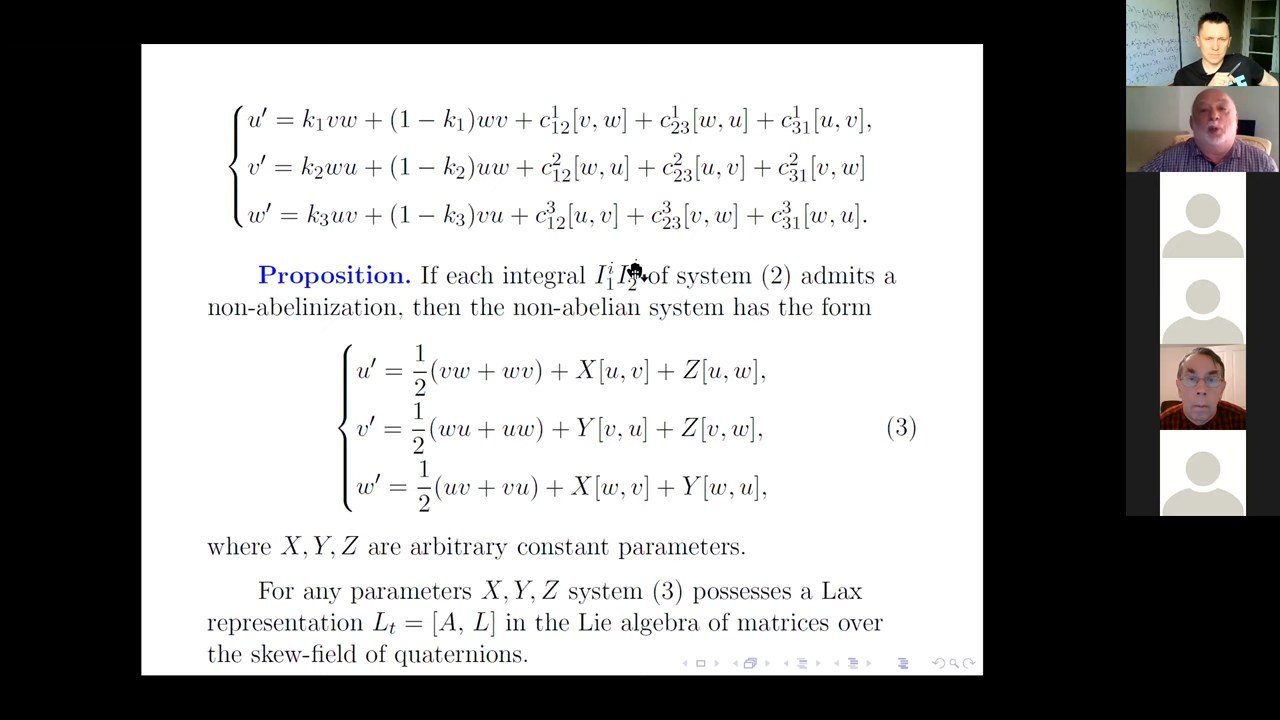 u′ = k₁vw + (1 − k₁)wv + c¹₁₂[v, w] + c¹₂₃[w, u] + c¹₃₁[u, v],
v′ = k₂wu + (1 − k₂)uw + c²₁₂[w, u] + c²₂₃[u, v] + c²₃₁[v, w]
w′ = k₃uv + (1 − k₃)vu + c³₁₂[u, v] + c³₂₃[v, w] + c³₃₁[w, u].
Proposition. If each integral Iⁱ₁I₂ of system (2) admits a
non-abelinization, then the non-abelian system has the form
u′ = 1/2(vw + wv) + X[u, v] + Z[u, w],
v′ = 1/2(wu + uw) + Y[v, u] + Z[v, w], (3)
w′ = 1/2(uv + vu) + X[w, v] + Y[w, u],
where X, Y, Z are arbitrary constant parameters.
For any parameters X, Y, Z system (3) possesses a Lax
representation Lₜ = [A, L] in the Lie algebra of matrices over
the skew-field of quaternions.